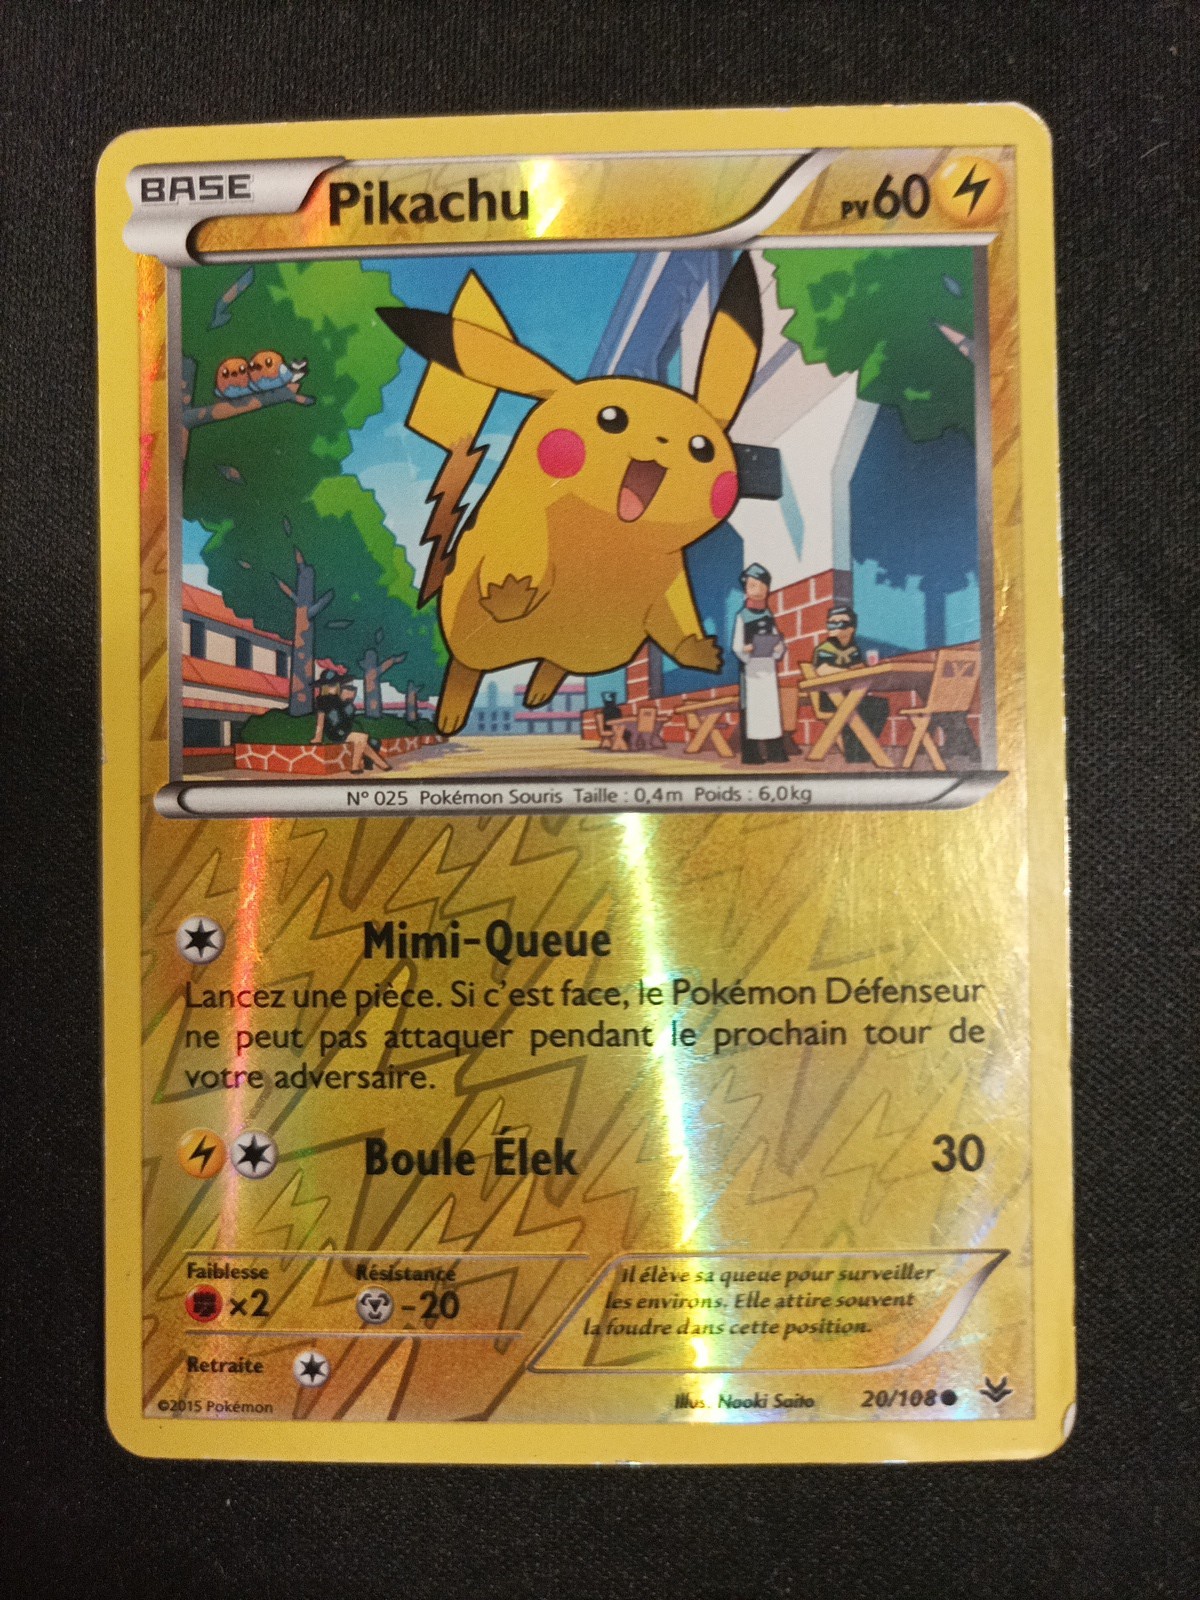 BASE
Pikachu
PV 60
N° 025 Pokémon Souris Taille : 0,4m Poids : 6,0kg
Mimi-Queue
Lancez une pièce. Si c'est face, le Pokémon Défenseur
ne peut pas attaquer pendant le prochain tour de
votre adversaire.
Boule Élek 30
Faiblesse
×2
Résistance
-20
Retraite
Il élève sa queue pour surveiller
les environs. Elle attire souvent
la foudre dans cette position.
©2015 Pokémon
Illus. Naoki Saito
20/108